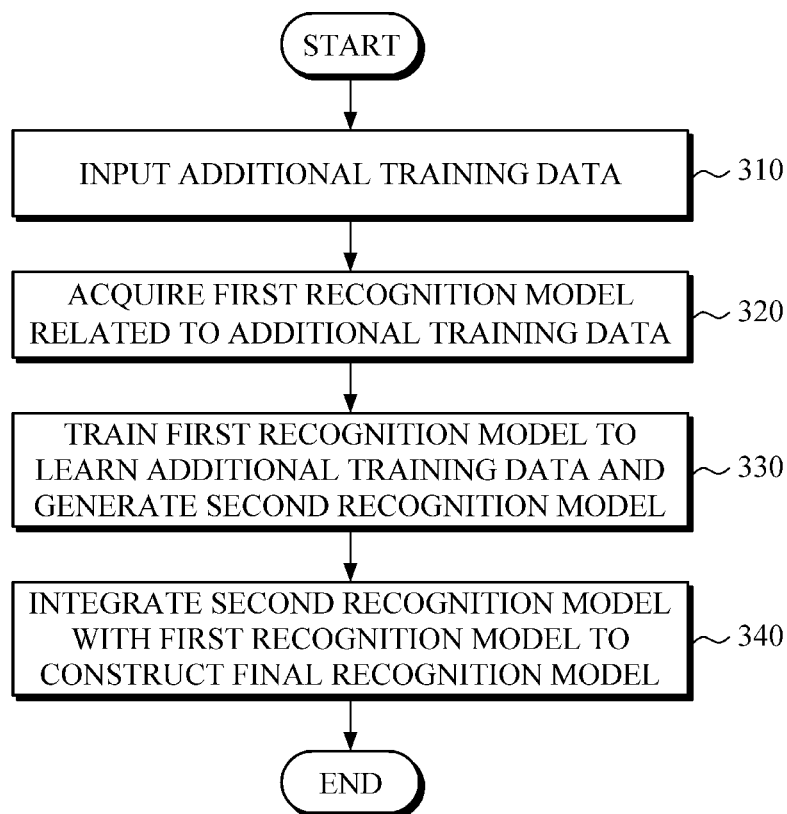 START
INPUT ADDITIONAL TRAINING DATA
310
ACQUIRE FIRST RECOGNITION MODEL
RELATED TO ADDITIONAL TRAINING DATA
320
TRAIN FIRST RECOGNITION MODEL TO
LEARN ADDITIONAL TRAINING DATA AND
GENERATE SECOND RECOGNITION MODEL
330
INTEGRATE SECOND RECOGNITION MODEL
WITH FIRST RECOGNITION MODEL TO
CONSTRUCT FINAL RECOGNITION MODEL
340
END